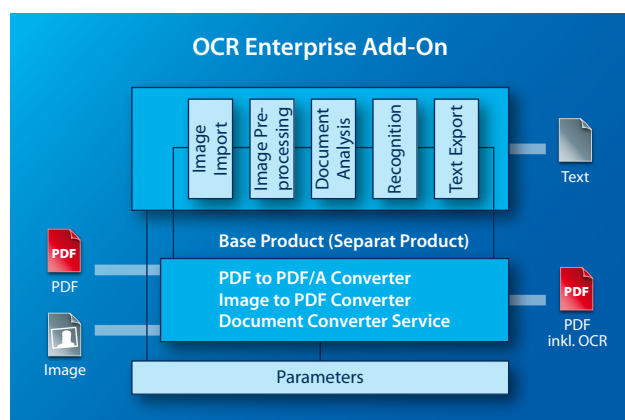 OCR Enterprise Add-On
Image
Import
Image Pre-
processing
Document
Analysis
Recognition
Text Export
Text
Base Product (Separat Product)
PDF
PDF
PDF to PDF/A Converter
Image to PDF Converter
Document Converter Service
PDF
PDF
inkl. OCR
Image
Parameters